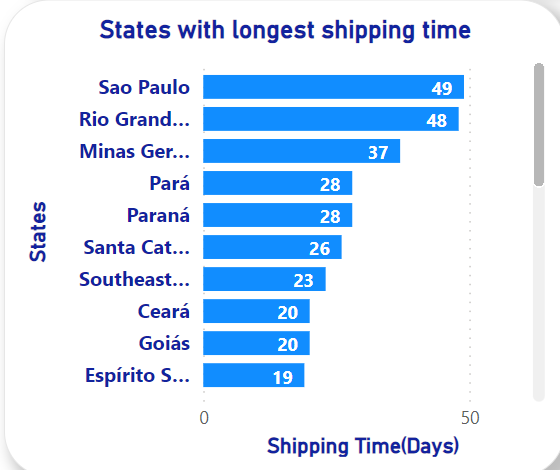 States with longest shipping time
Sao Paulo 49
Rio Grand... 48
Minas Ger... 37
Pará 28
Paraná 28
Santa Cat... 26
Southeast... 23
Ceará 20
Goiás 20
Espírito S... 19
States
0 50
Shipping Time(Days)